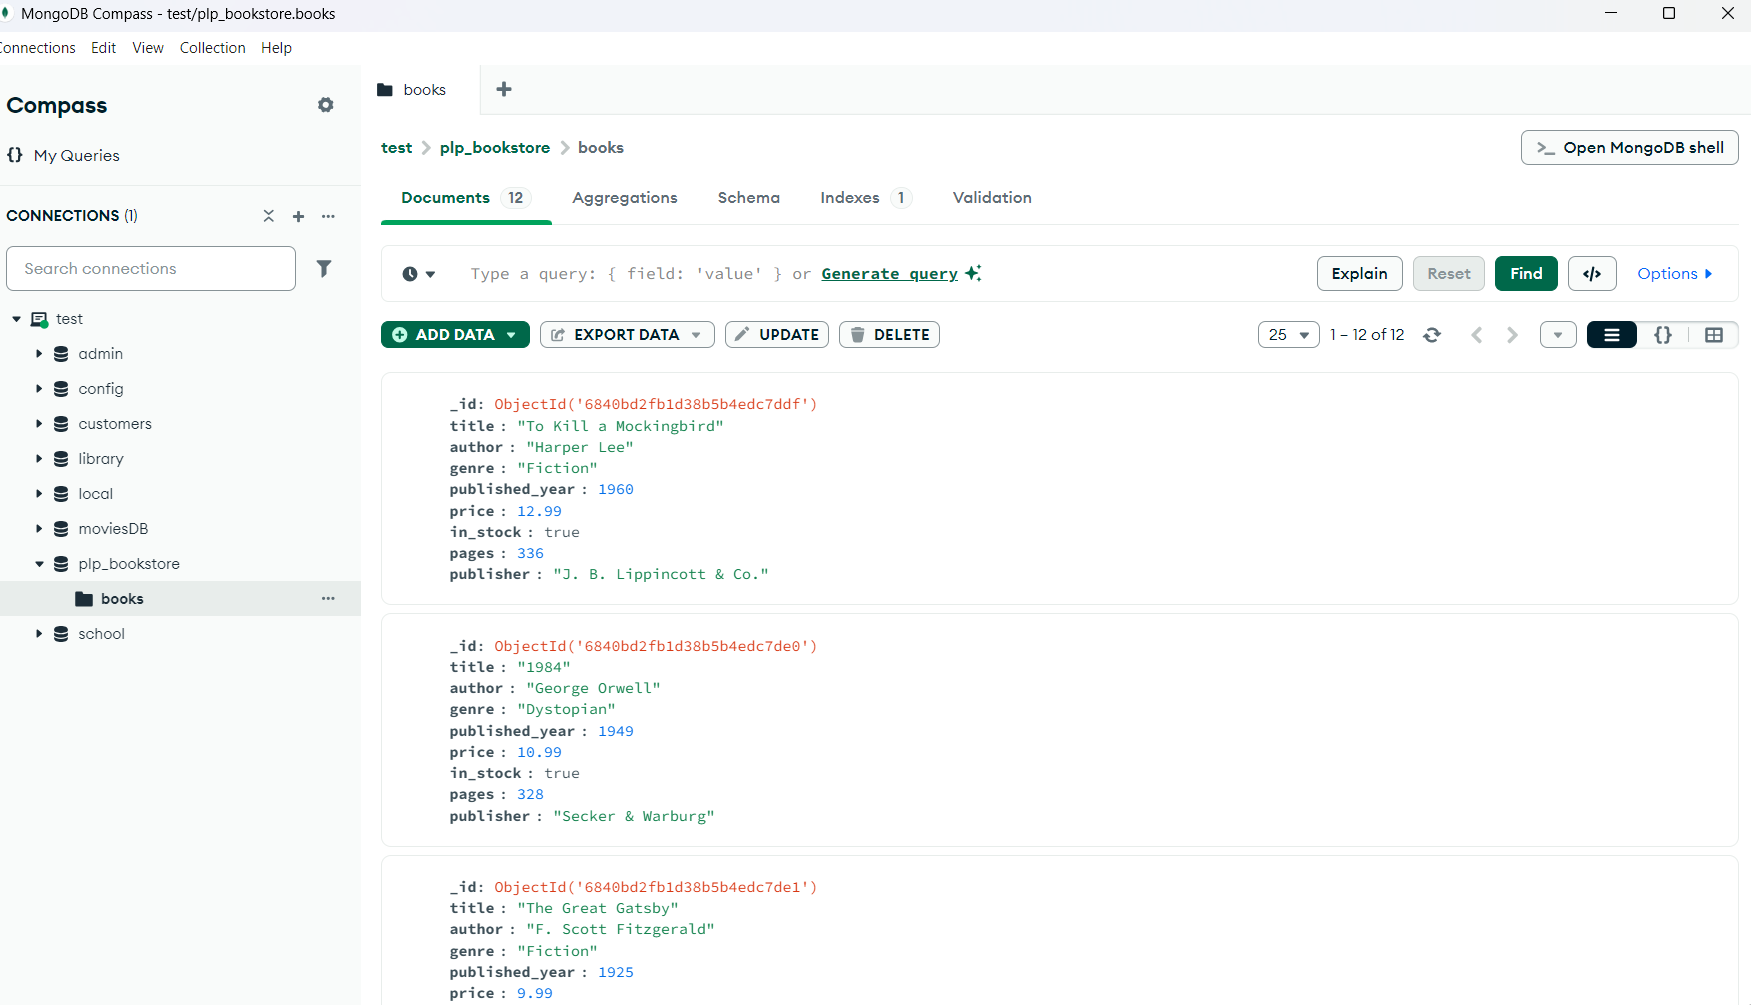 MongoDB Compass - test/plp_bookstore.books
Connections Edit View Collection Help
Compass
{} My Queries
CONNECTIONS (1)
Search connections
test
admin
config
customers
library
local
moviesDB
plp_bookstore
books
school
books
test > plp_bookstore > books
>_ Open MongoDB shell
Documents 12 Aggregations Schema Indexes 1 Validation
Type a query: { field: 'value' } or Generate query
Explain Reset Find </> Options
ADD DATA EXPORT DATA UPDATE DELETE
25 1 – 12 of 12 {}
_id: ObjectId('6840bd2fb1d38b5b4edc7ddf')
title : "To Kill a Mockingbird"
author : "Harper Lee"
genre : "Fiction"
published_year : 1960
price : 12.99
in_stock : true
pages : 336
publisher : "J. B. Lippincott & Co."
_id: ObjectId('6840bd2fb1d38b5b4edc7de0')
title : "1984"
author : "George Orwell"
genre : "Dystopian"
published_year : 1949
price : 10.99
in_stock : true
pages : 328
publisher : "Secker & Warburg"
_id: ObjectId('6840bd2fb1d38b5b4edc7de1')
title : "The Great Gatsby"
author : "F. Scott Fitzgerald"
genre : "Fiction"
published_year : 1925
price : 9.99